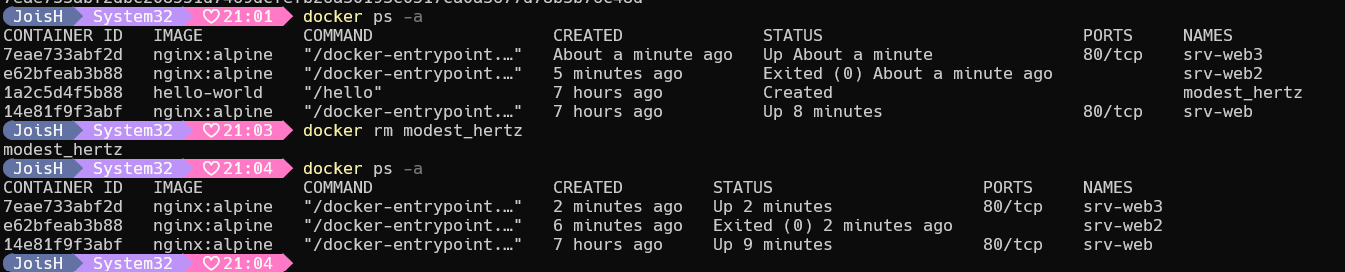 JoisH System32 ♡21:01 docker ps -a
CONTAINER ID IMAGE COMMAND CREATED STATUS PORTS NAMES
7eae733abf2d nginx:alpine "/docker-entrypoint.…" About a minute ago Up About a minute 80/tcp srv-web3
e62bfeab3b88 nginx:alpine "/docker-entrypoint.…" 5 minutes ago Exited (0) About a minute ago srv-web2
1a2c5d4f5b88 hello-world "/hello" 7 hours ago Created modest_hertz
14e81f9f3abf nginx:alpine "/docker-entrypoint.…" 7 hours ago Up 8 minutes 80/tcp srv-web
JoisH System32 ♡21:03 docker rm modest_hertz
modest_hertz
JoisH System32 ♡21:04 docker ps -a
CONTAINER ID IMAGE COMMAND CREATED STATUS PORTS NAMES
7eae733abf2d nginx:alpine "/docker-entrypoint.…" 2 minutes ago Up 2 minutes 80/tcp srv-web3
e62bfeab3b88 nginx:alpine "/docker-entrypoint.…" 6 minutes ago Exited (0) 2 minutes ago srv-web2
14e81f9f3abf nginx:alpine "/docker-entrypoint.…" 7 hours ago Up 9 minutes 80/tcp srv-web
JoisH System32 ♡21:04